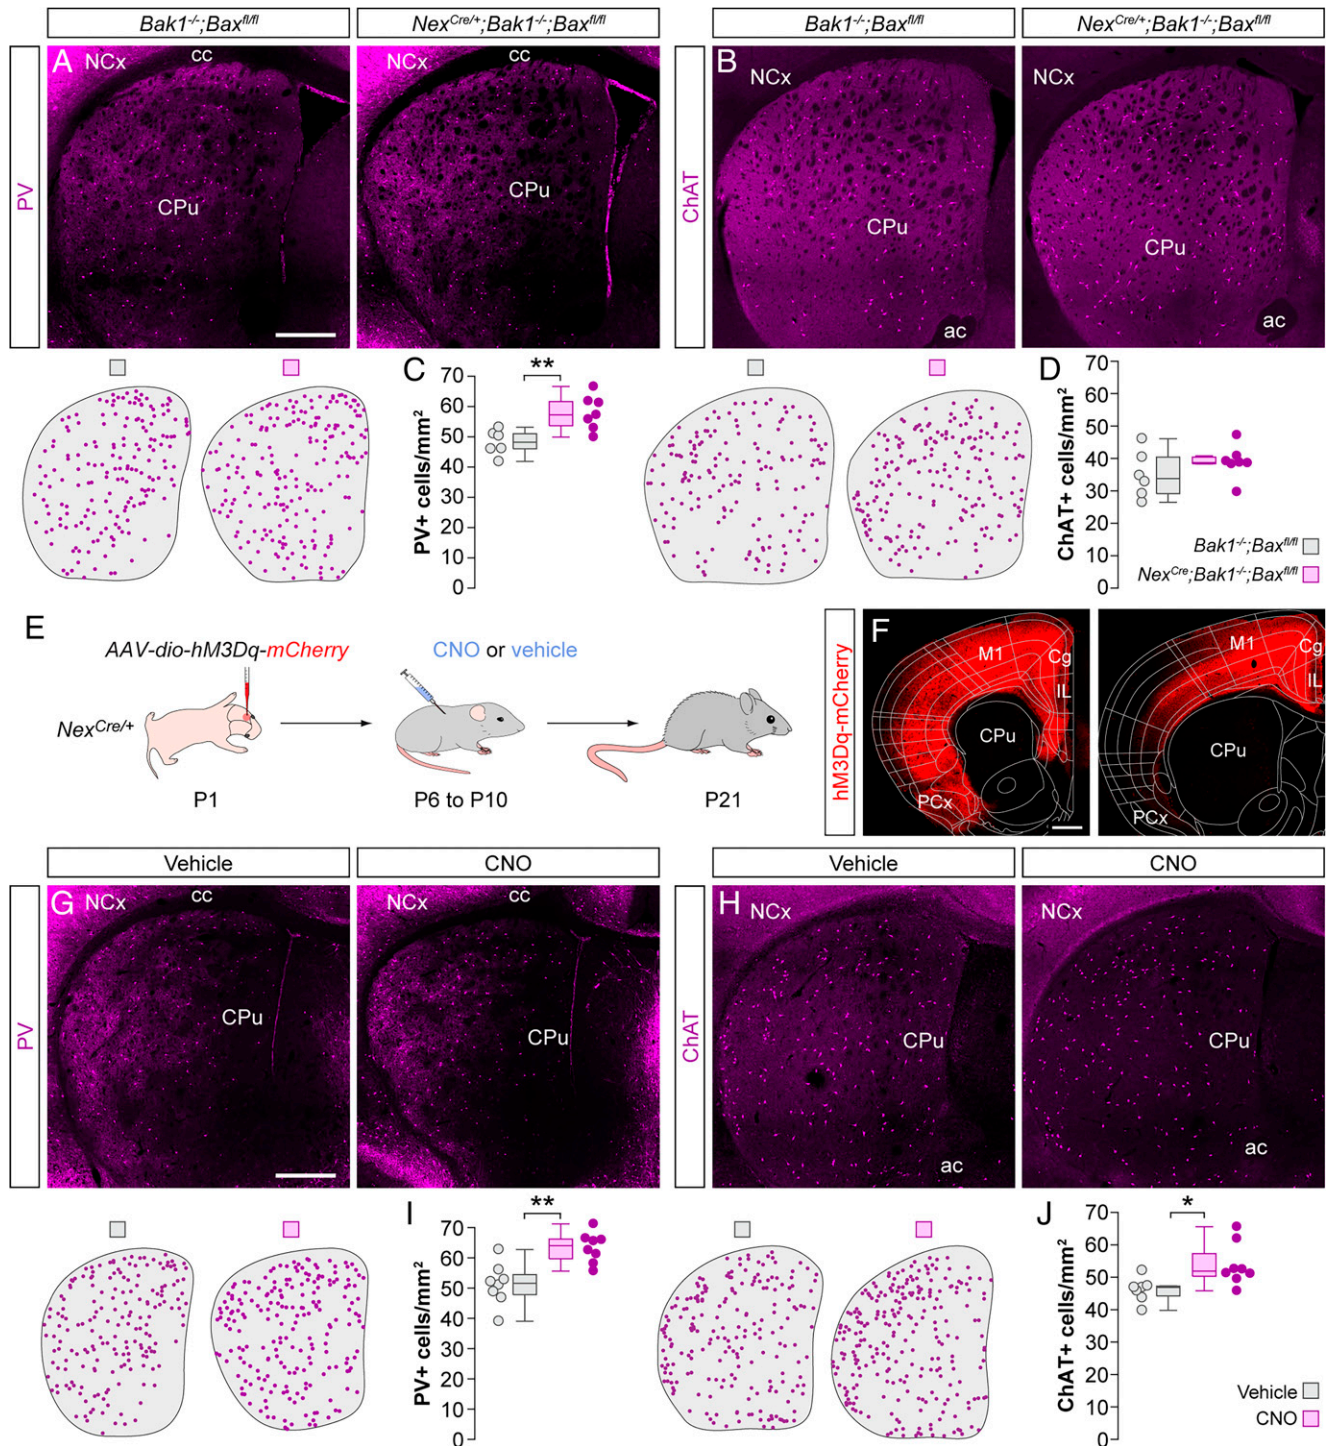 Bak1-/-;Baxfl/fl
NexCre/+;Bak1-/-;Baxfl/fl
Bak1-/-;Baxfl/fl
NexCre/+;Bak1-/-;Baxfl/fl
PV
A
NCx
cc
CPu
NCx
cc
CPu
ChAT
B
NCx
CPu
ac
NCx
CPu
ac
C
PV+ cells/mm2
70
60
50
40
30
20
10
0
**
D
ChAT+ cells/mm2
70
60
50
40
30
20
10
0
Bak1-/-;Baxfl/fl
NexCre;Bak1-/-;Baxfl/fl
E
AAV-dio-hM3Dq-mCherry
CNO or vehicle
NexCre/+
P1
P6 to P10
P21
hM3Dq-mCherry
F
M1
Cg
IL
CPu
PCx
M1
Cg
IL
CPu
PCx
Vehicle
CNO
Vehicle
CNO
PV
G
NCx
cc
CPu
NCx
cc
CPu
ChAT
H
NCx
CPu
ac
NCx
CPu
ac
I
PV+ cells/mm2
70
60
50
40
30
20
10
0
**
J
ChAT+ cells/mm2
70
60
50
40
30
20
10
0
*
Vehicle
CNO